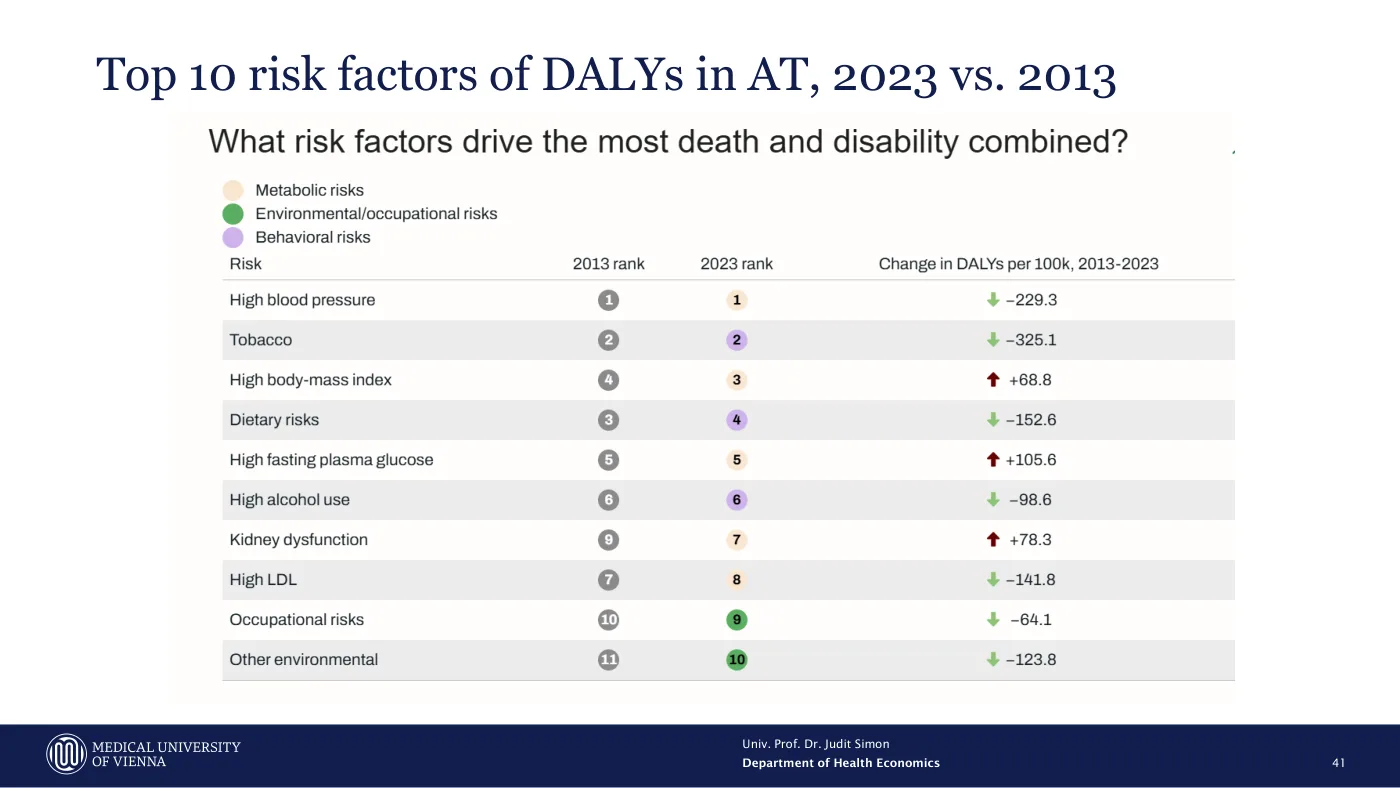 Top 10 risk factors of DALYs in AT, 2023 vs. 2013
What risk factors drive the most death and disability combined?
Metabolic risks
Environmental/occupational risks
Behavioral risks
Risk 2013 rank 2023 rank Change in DALYs per 100k, 2013-2023
High blood pressure 1 1 −229.3
Tobacco 2 2 −325.1
High body-mass index 4 3 +68.8
Dietary risks 3 4 −152.6
High fasting plasma glucose 5 5 +105.6
High alcohol use 6 6 −98.6
Kidney dysfunction 9 7 +78.3
High LDL 7 8 −141.8
Occupational risks 10 9 −64.1
Other environmental 11 10 −123.8
MEDICAL UNIVERSITY
OF VIENNA
Univ. Prof. Dr. Judit Simon
Department of Health Economics
41